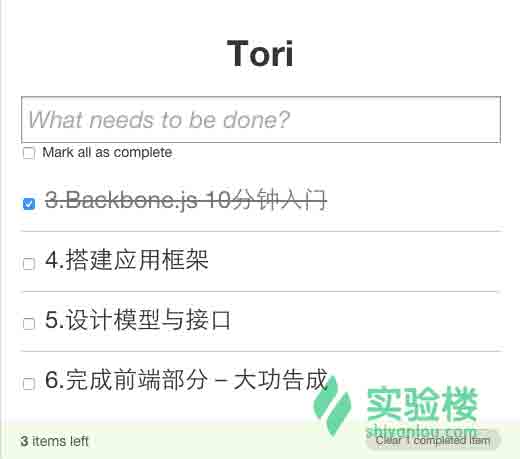 Tori
What needs to be done?
Mark all as complete
3.Backbone.js 10分钟入门
4.搭建应用框架
5.设计模型与接口
6.完成前端部分 – 大功告成
实验楼
shiyanlou.com
3 items left
Clear 1 completed item